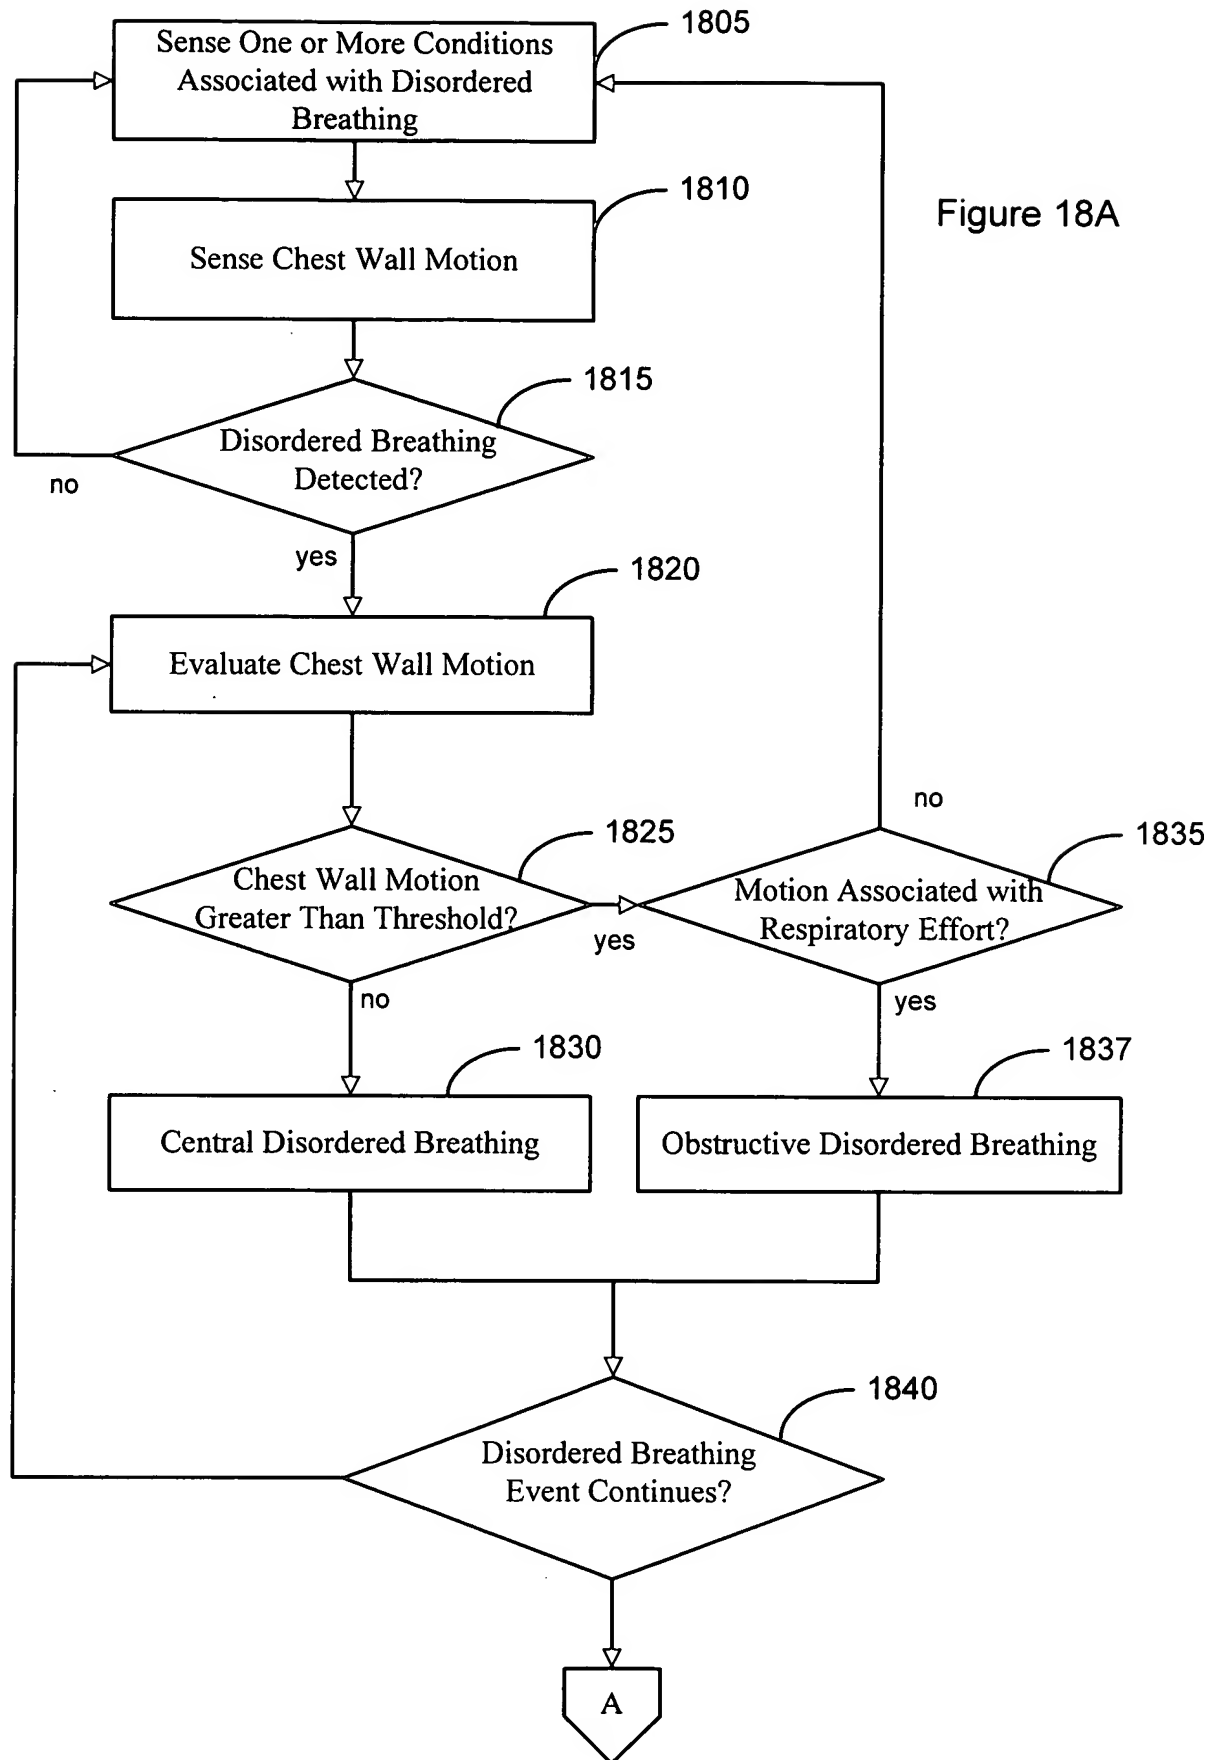 1805
Sense One or More Conditions
Associated with Disordered
Breathing
1810
Figure 18A
Sense Chest Wall Motion
1815
Disordered Breathing
Detected?
no
yes
1820
Evaluate Chest Wall Motion
no
1825
1835
Chest Wall Motion
Greater Than Threshold?
yes
Motion Associated with
Respiratory Effort?
no
yes
1830
1837
Central Disordered Breathing
Obstructive Disordered Breathing
1840
Disordered Breathing
Event Continues?
A